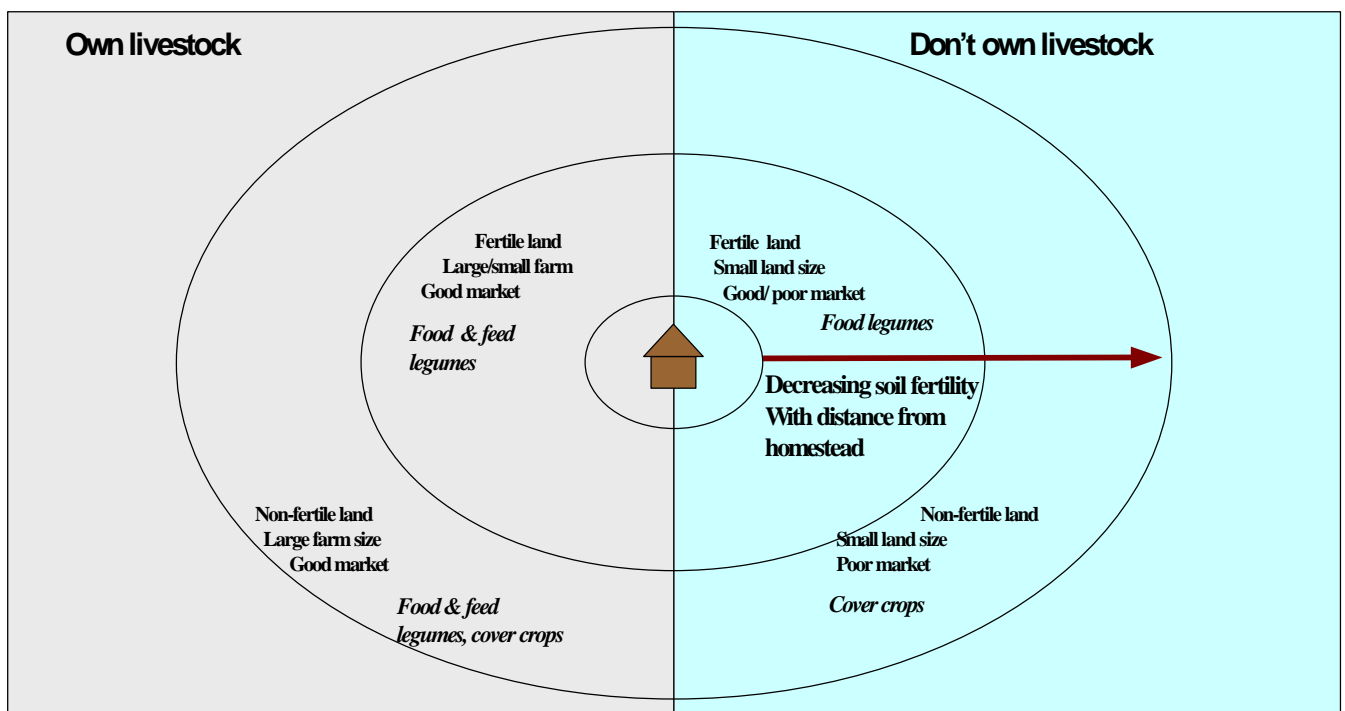 Own livestock
Don't own livestock
Fertile land
Large/small farm
Good market
Food & feed
legumes
Fertile land
Small land size
Good/ poor market
Food legumes
Decreasing soil fertility
With distance from
homestead
Non-fertile land
Large farm size
Good market
Food & feed
legumes, cover crops
Non-fertile land
Small land size
Poor market
Cover crops